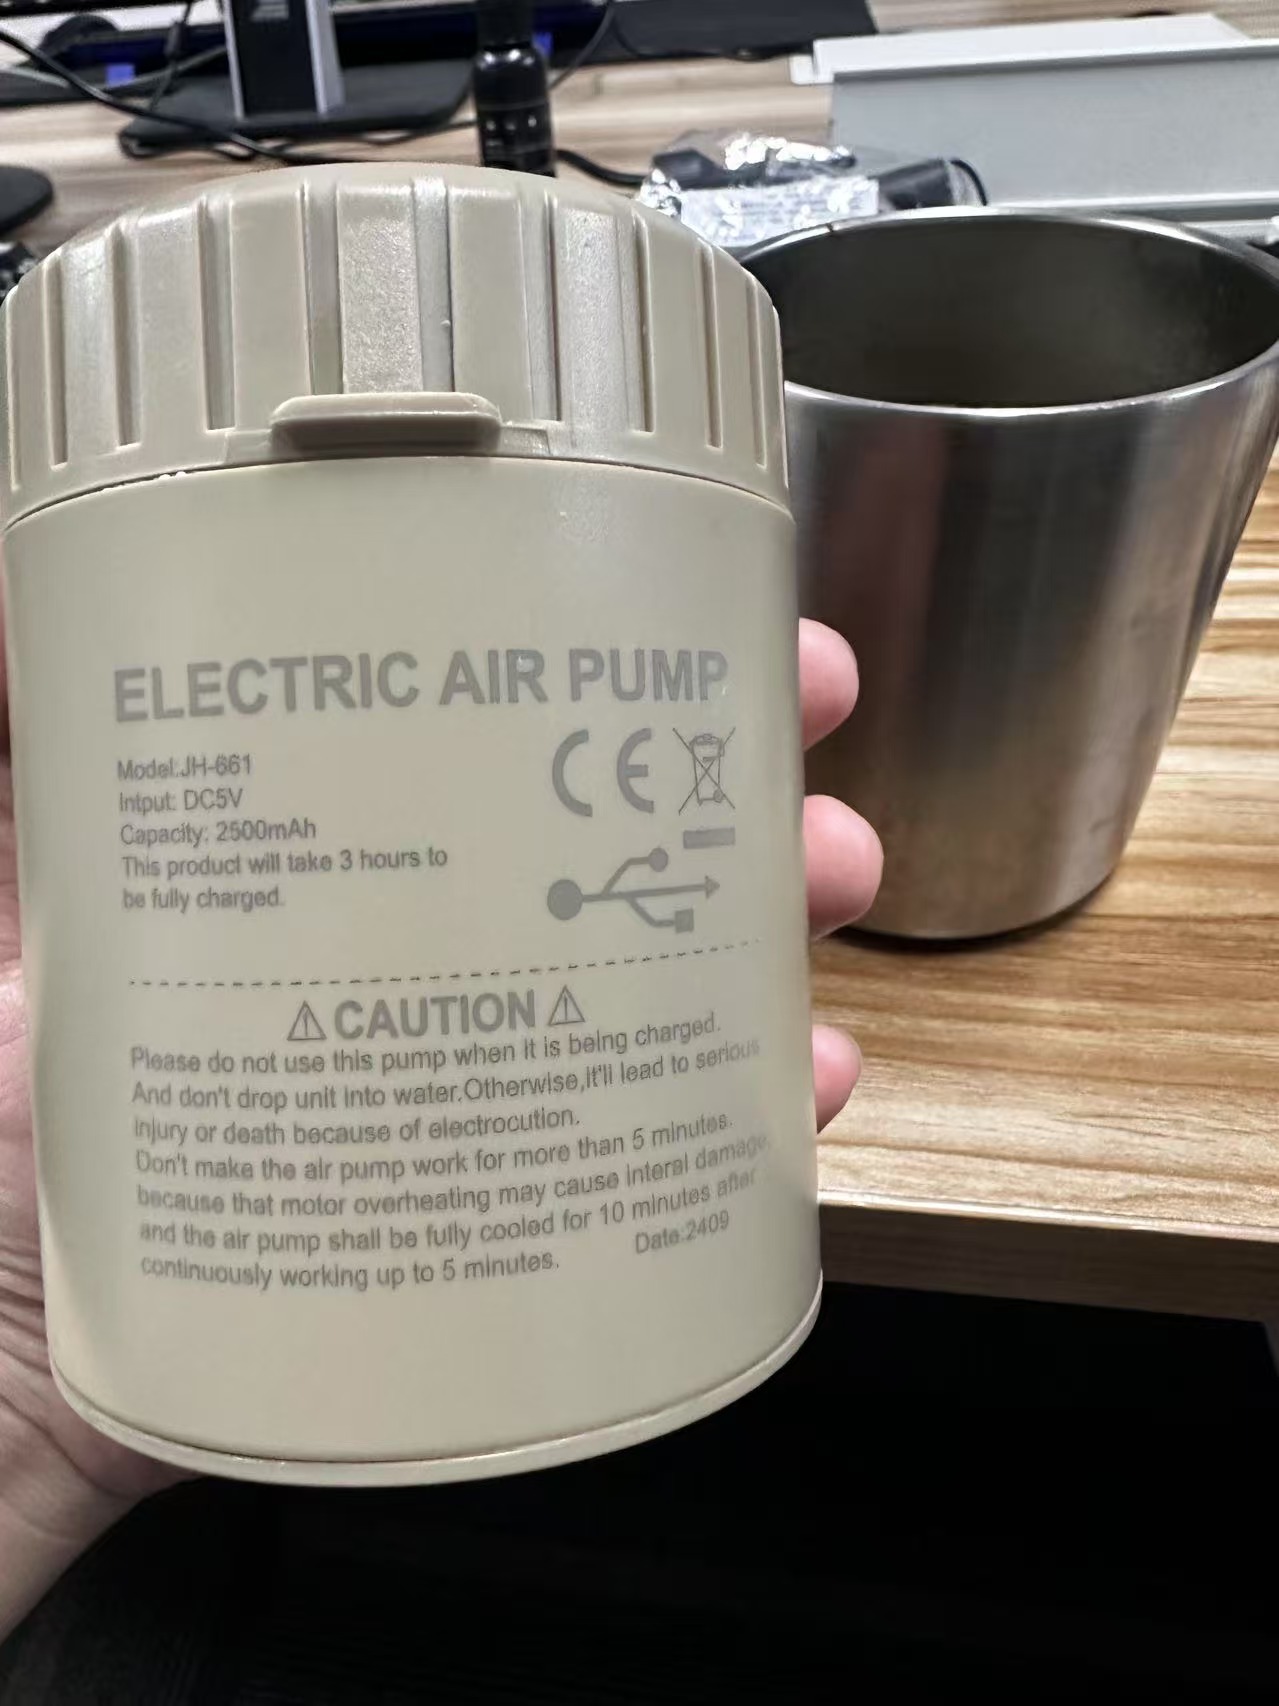 ELECTRIC AIR PUMP
Model:JH-661
Intput: DC5V
Capacity: 2500mAh
This product will take 3 hours to
be fully charged.
CE
⚠CAUTION⚠
Please do not use this pump when it is being charged.
And don't drop unit into water.Otherwise,it'll lead to serious
injury or death because of electrocution.
Don't make the air pump work for more than 5 minutes.
because that motor overheating may cause interal damage,
and the air pump shall be fully cooled for 10 minutes after
continuously working up to 5 minutes.
Date:2409